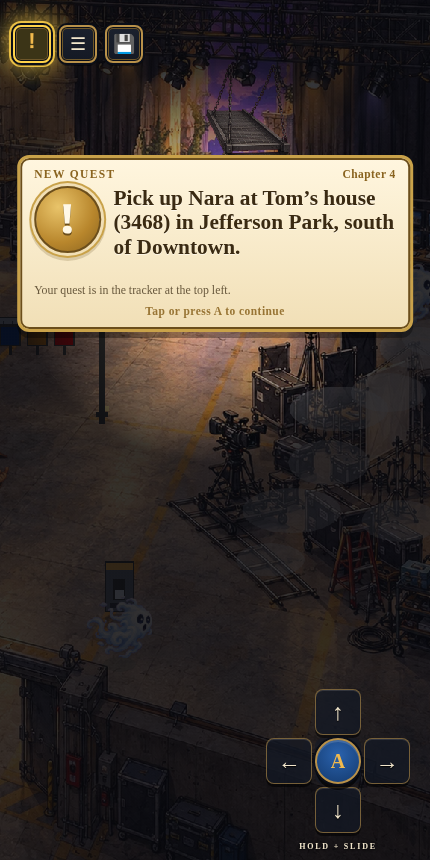 !
☰
NEW QUEST
Chapter 4
!
Pick up Nara at Tom’s house
(3468) in Jefferson Park, south
of Downtown.
Your quest is in the tracker at the top left.
Tap or press A to continue
↑
← A →
↓
HOLD + SLIDE